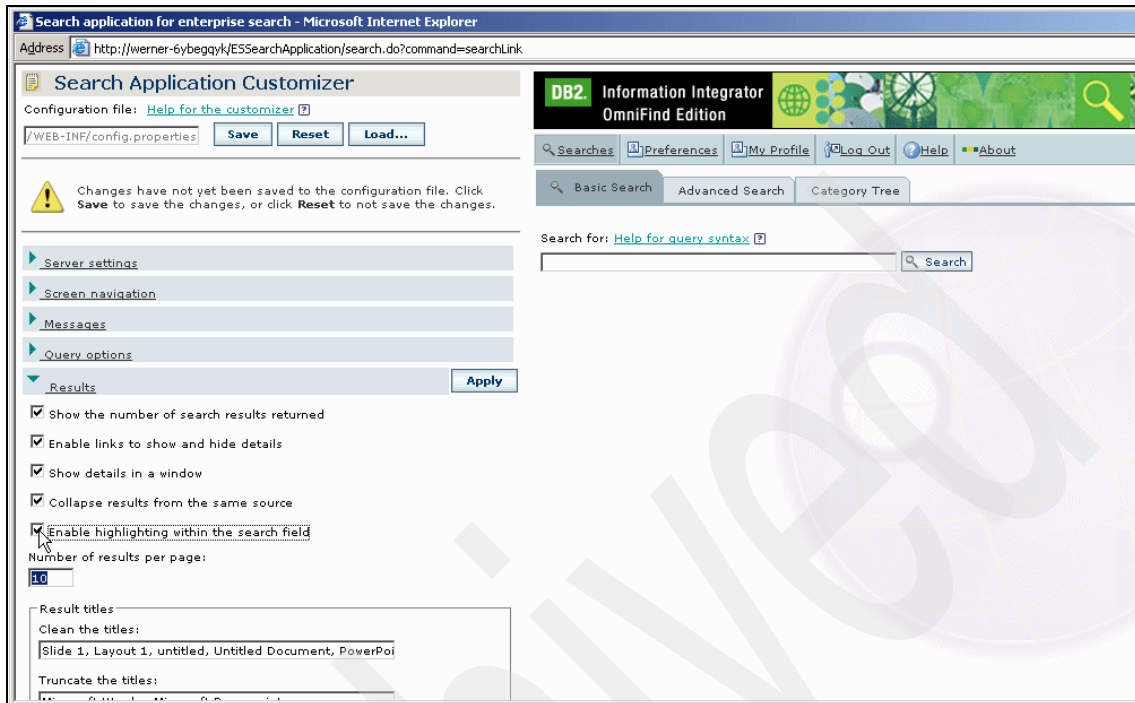 Search application for enterprise search - Microsoft Internet Explorer
Address http://werner-6ybegqyk/ESSearchApplication/search.do?command=searchLink
Search Application Customizer
Configuration file: Help for the customizer ?
/WEB-INF/config.properties Save Reset Load...
Changes have not yet been saved to the configuration file. Click
Save to save the changes, or click Reset to not save the changes.
Server settings
Screen navigation
Messages
Query options
Results Apply
Show the number of search results returned
Enable links to show and hide details
Show details in a window
Collapse results from the same source
Enable highlighting within the search field
Number of results per page:
10
Result titles
Clean the titles:
Slide 1, Layout 1, untitled, Untitled Document, PowerPoi
Truncate the titles:
DB2. Information Integrator
OmniFind Edition
Searches Preferences My Profile Log Out Help About
Basic Search Advanced Search Category Tree
Search for: Help for query syntax ?
Search